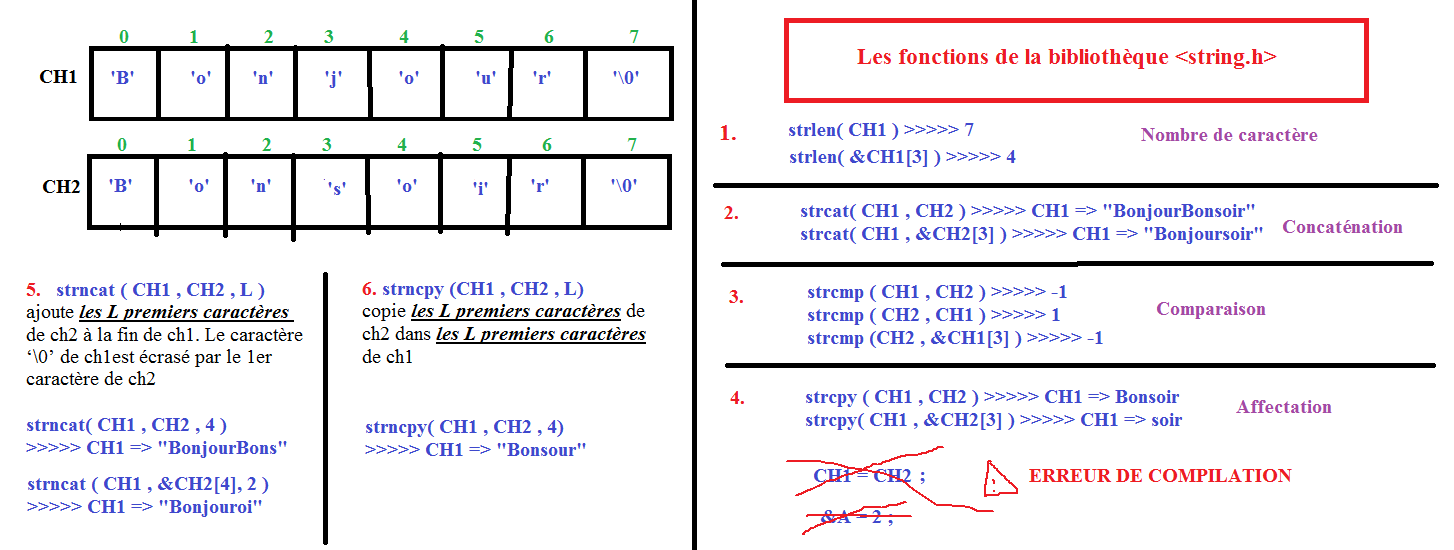 0 1 2 3 4 5 6 7
CH1 'B' 'o' 'n' 'j' 'o' 'u' 'r' '\0'
0 1 2 3 4 5 6 7
CH2 'B' 'o' 'n' 's' 'o' 'i' 'r' '\0'
5. strncat ( CH1 , CH2 , L )
ajoute les L premiers caractères
de ch2 à la fin de ch1. Le caractère
‘\0’ de ch1est écrasé par le 1er
caractère de ch2
strncat( CH1 , CH2 , 4 )
>>>>> CH1 => "BonjourBons"
strncat ( CH1 , &CH2[4], 2 )
>>>>> CH1 => "Bonjouroi"
6. strncpy (CH1 , CH2 , L)
copie les L premiers caractères de
ch2 dans les L premiers caractères
de ch1
strncpy( CH1 , CH2 , 4)
>>>>> CH1 => "Bonsour"
Les fonctions de la bibliothèque <string.h>
1. strlen( CH1 ) >>>>> 7
strlen( &CH1[3] ) >>>>> 4
Nombre de caractère
2. strcat( CH1 , CH2 ) >>>>> CH1 => "BonjourBonsoir"
strcat( CH1 , &CH2[3] ) >>>>> CH1 => "Bonjoursoir"
Concaténation
3. strcmp ( CH1 , CH2 ) >>>>> -1
strcmp ( CH2 , CH1 ) >>>>> 1
strcmp (CH2 , &CH1[3] ) >>>>> -1
Comparaison
4. strcpy ( CH1 , CH2 ) >>>>> CH1 => Bonsoir
strcpy( CH1 , &CH2[3] ) >>>>> CH1 => soir
Affectation
CH1 = CH2 ;
! ERREUR DE COMPILATION
&A = 2 ;